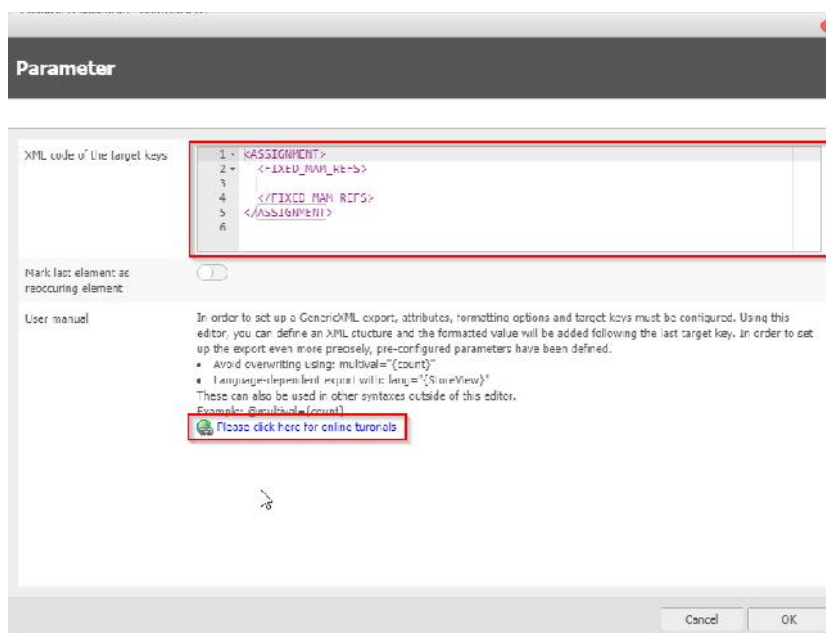 Parameter
XML code of the target keys
1 <ASSIGNMENT>
2 <FIXED_MAM_REFS>
3
4 </FIXED_MAM_REFS>
5 </ASSIGNMENT>
6
Mark last element as
reoccuring element
User manual
In order to set up a GenericXML export, attributes, formatting options and target keys must be configured. Using this
editor, you can define an XML stucture and the formatted value will be added following the last target key. In order to set
up the export even more precisely, pre-configured parameters have been defined.
• Avoid overwriting using: multival="{count}"
• Language-dependent export with: lang="{StoreView}"
These can also be used in other syntaxes outside of this editor.
Example: @multival={count}
Please click here for online turorials
Cancel
OK